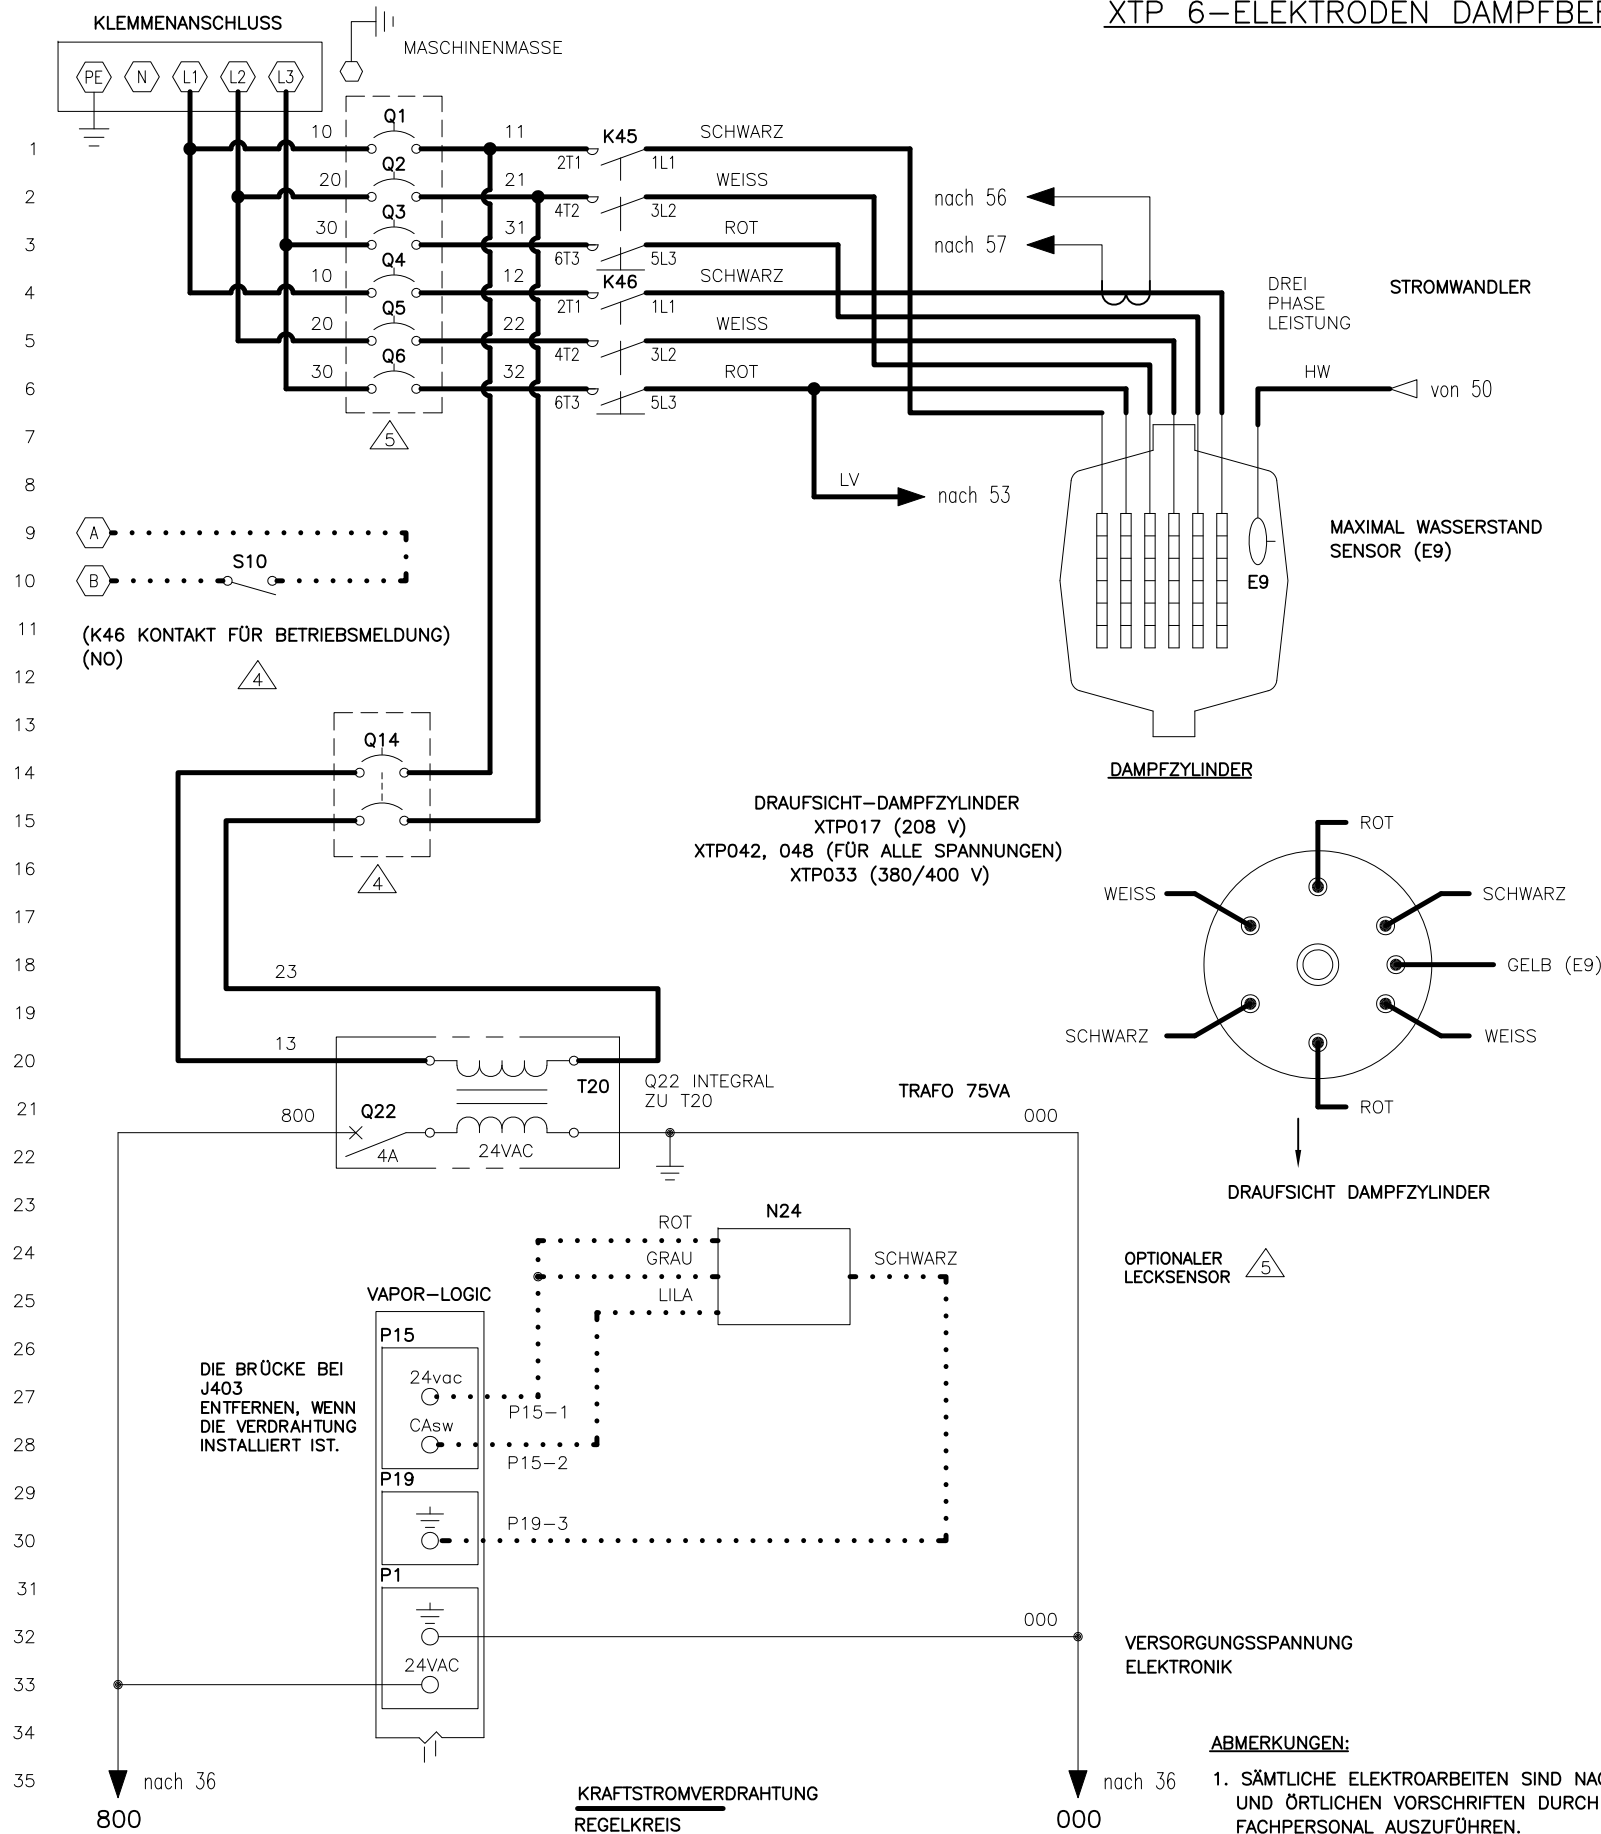 XTP 6-ELEKTRODEN
KLEMMENANSCHLUSS
MASCHINENMASSE
PE N L1 L2 L3
Q1
1 10 11 K45 SCHWARZ
2T1 1L1
Q2
2 20 21 WEISS nach 56
4T2 3L2
Q3
3 30 31 ROT nach 57
6T3 5L3
Q4
4 10 12 K46 SCHWARZ
2T1 1L1
DREI
PHASE
LEISTUNG
STROMWANDLER
Q5
5 20 22 WEISS
4T2 3L2
Q6
6 30 32 ROT HW von 50
6T3 5L3
5
7
8 LV nach 53
9 A
S10
10 B
MAXIMAL WASSERSTAND
SENSOR (E9)
E9
11 (K46 KONTAKT FÜR BETRIEBSMELDUNG)
(NO)
12 4
13
Q14
14
DAMPFZYLINDER
15
16
4
DRAUFSICHT-DAMPFZYLINDER
XTP017 (208 V)
XTP042, 048 (FÜR ALLE SPANNUNGEN)
XTP033 (380/400 V)
ROT
WEISS SCHWARZ
17
18 23 GELB (E9)
19
SCHWARZ WEISS
20 13
T20
Q22 INTEGRAL
ZU T20
TRAFO 75VA
ROT
21 800 Q22 000
22 4A 24VAC
DRAUFSICHT DAMPFZYLINDER
23 N24
ROT
24 GRAU SCHWARZ
OPTIONALER
LECKSENSOR 5
25 VAPOR-LOGIC LILA
26 P15
DIE BRÜCKE BEI
J403
ENTFERNEN, WENN
DIE VERDRAHTUNG
INSTALLIERT IST.
24vac
27 P15-1
CAsw
28 P15-2
29 P19
30 P19-3
31 P1
32 000
VERSORGUNGSSPANNUNG
ELEKTRONIK
24VAC
33
34
ABMERKUNGEN:
35 nach 36 nach 36
800 000
KRAFTSTROMVERDRAHTUNG
REGELKREIS
1. SÄMTLICHE ELEKTROARBEITEN SIND
UND ÖRTLICHEN VORSCHRIFTEN DURCH
FACHPERSONAL AUSZUFÜHREN.